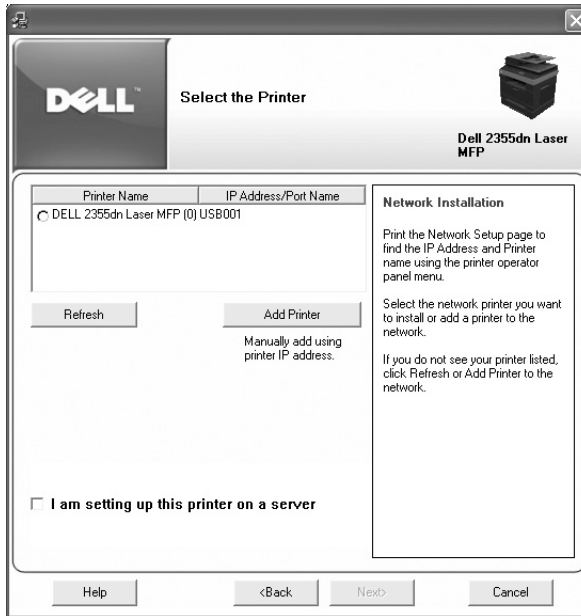 DELL™
Select the Printer
Dell 2355dn Laser
MFP
Printer Name
IP Address/Port Name
DELL 2355dn Laser MFP (0) USB001
Refresh
Add Printer
Manually add using
printer IP address.
I am setting up this printer on a server
Network Installation
Print the Network Setup page to
find the IP Address and Printer
name using the printer operator
panel menu.
Select the network printer you want
to install or add a printer to the
network.
If you do not see your printer listed,
click Refresh or Add Printer to the
network.
Help
<Back
Next>
Cancel